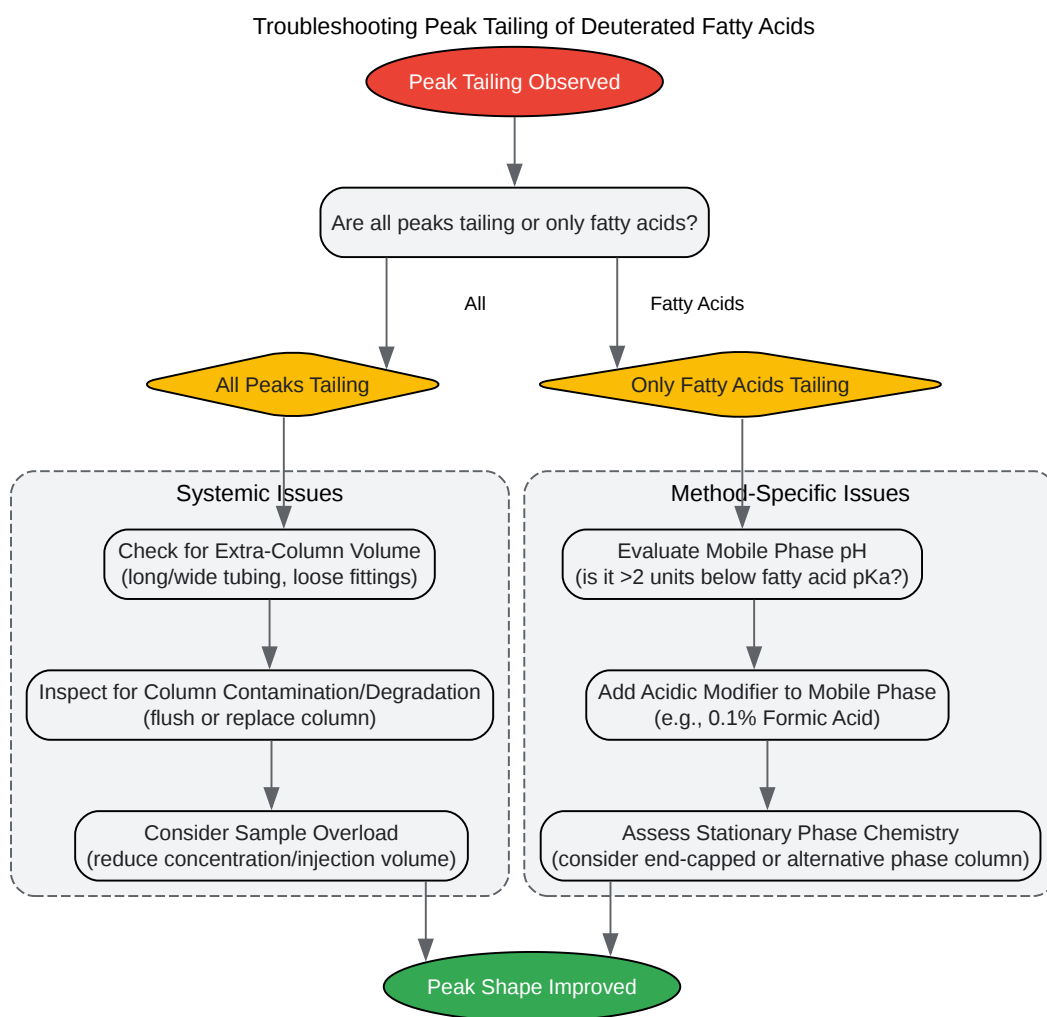 Troubleshooting Peak Tailing of Deuterated Fatty Acids
Peak Tailing Observed
Are all peaks tailing or only fatty acids?
All
Fatty Acids
All Peaks Tailing
Only Fatty Acids Tailing
Systemic Issues
Check for Extra-Column Volume
(long/wide tubing, loose fittings)
Inspect for Column Contamination/Degradation
(flush or replace column)
Consider Sample Overload
(reduce concentration/injection volume)
Method-Specific Issues
Evaluate Mobile Phase pH
(is it >2 units below fatty acid pKa?)
Add Acidic Modifier to Mobile Phase
(e.g., 0.1% Formic Acid)
Assess Stationary Phase Chemistry
(consider end-capped or alternative phase column)
Peak Shape Improved